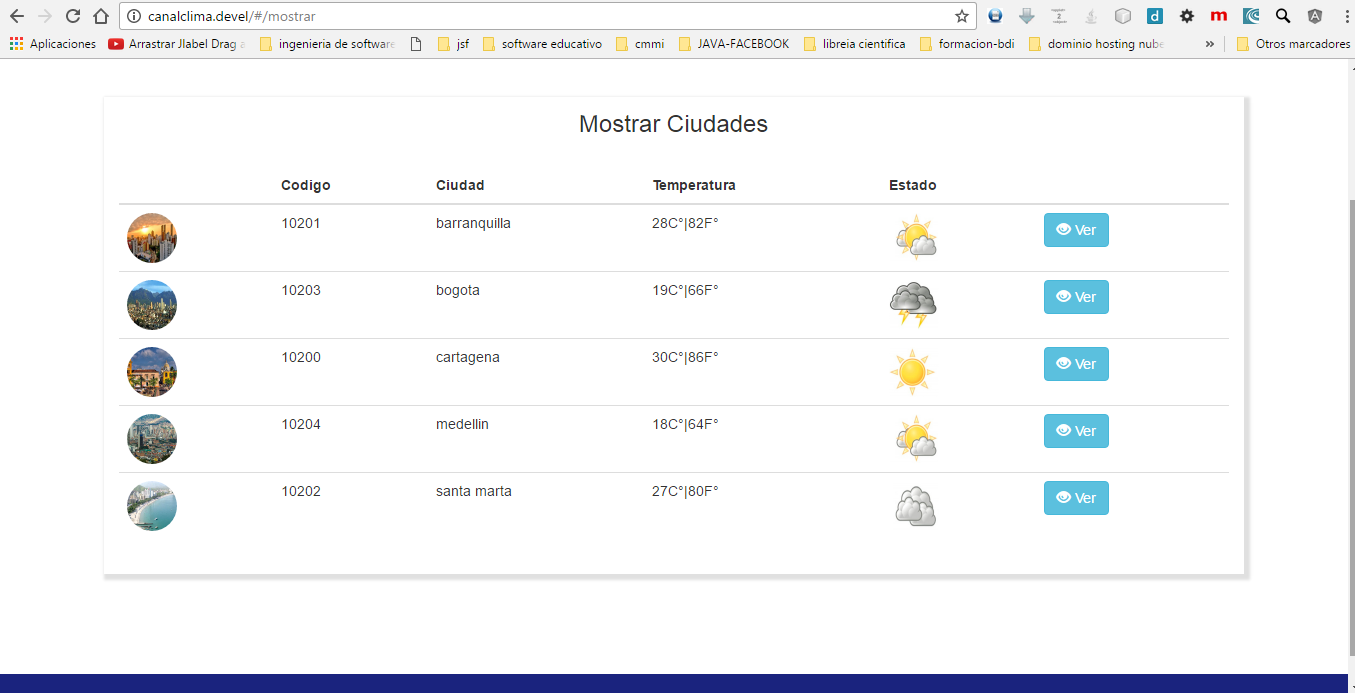 canalclima.devel/#/mostrar
Aplicaciones Arrastrar Jlabel Drag ingenieria de software jsf software educativo cmmi JAVA-FACEBOOK libreia cientifica formacion-bdi dominio hosting nube » Otros marcadores
Mostrar Ciudades
Codigo Ciudad Temperatura Estado
10201 barranquilla 28C°|82F° Ver
10203 bogota 19C°|66F° Ver
10200 cartagena 30C°|86F° Ver
10204 medellin 18C°|64F° Ver
10202 santa marta 27C°|80F° Ver